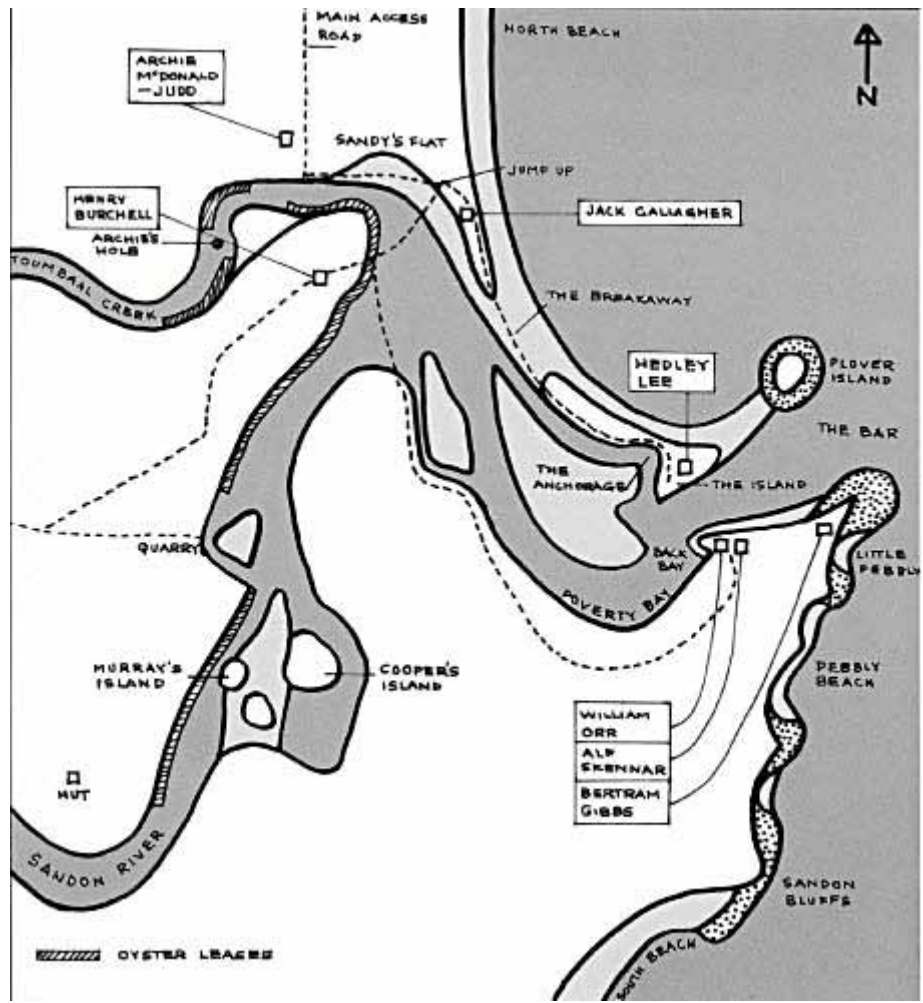 MAIN ACCESS
ROAD
NORTH BEACH
N
ARCHIE
McDONALD
—JUDD
SANDY'S FLAT
JUMP UP
HENRY
BURCHELL
JACK GALLAGHER
ARCHIE'S
HOLE
TOUMBAAL CREEK
THE BREAKAWAY
HEDLEY
LEE
PLOVER
ISLAND
THE BAR
THE
ANCHORAGE
THE ISLAND
QUARRY
BACK
BAY
LITTLE
PEBBLY
POVERTY BAY
MURRAY'S
ISLAND
COOPER'S
ISLAND
PEBBLY
BEACH
WILLIAM
ORR
ALF
SKENNAR
BERTRAM
GIBBS
HUT
SANDON RIVER
SANDON
BLUFFS
OYSTER LEASES
SOUTH BEACH